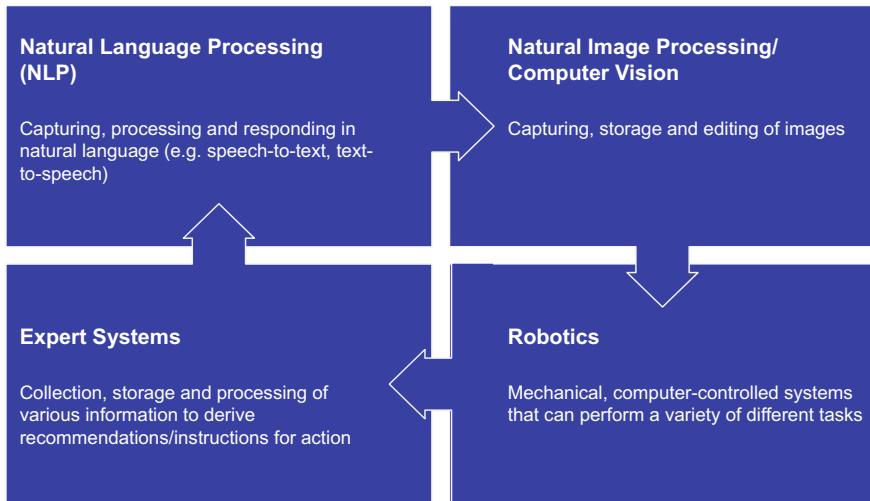 Natural Language Processing
(NLP)
Capturing, processing and responding in
natural language (e.g. speech-to-text, text-
to-speech)
Natural Image Processing/
Computer Vision
Capturing, storage and editing of images
Expert Systems
Collection, storage and processing of
various information to derive
recommendations/instructions for action
Robotics
Mechanical, computer-controlled systems
that can perform a variety of different tasks